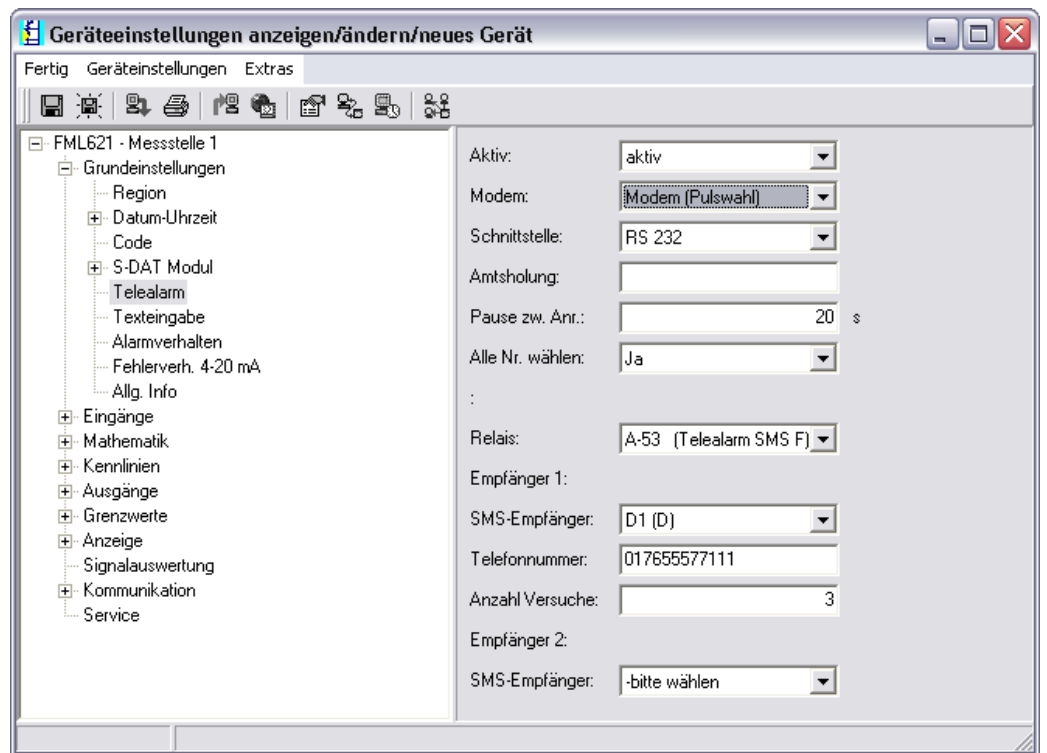 Geräteeinstellungen anzeigen/ändern/neues Gerät
Fertig Geräteinstellungen Extras
FML621 - Messstelle 1
Grundeinstellungen
Region
Datum-Uhrzeit
Code
S-DAT Modul
Telealarm
Texteingabe
Alarmverhalten
Fehlerverh. 4-20 mA
Allg. Info
Eingänge
Mathematik
Kennlinien
Ausgänge
Grenzwerte
Anzeige
Signalauswertung
Kommunikation
Service
Aktiv: aktiv
Modem: Modem (Pulswahl)
Schnittstelle: RS 232
Amtsholung:
Pause zw. Anr.: 20 s
Alle Nr. wählen: Ja
:
Relais: A-53 (Telealarm SMS F)
Empfänger 1:
SMS-Empfänger: D1 (D)
Telefonnummer: 017655577111
Anzahl Versuche: 3
Empfänger 2:
SMS-Empfänger: -bitte wählen